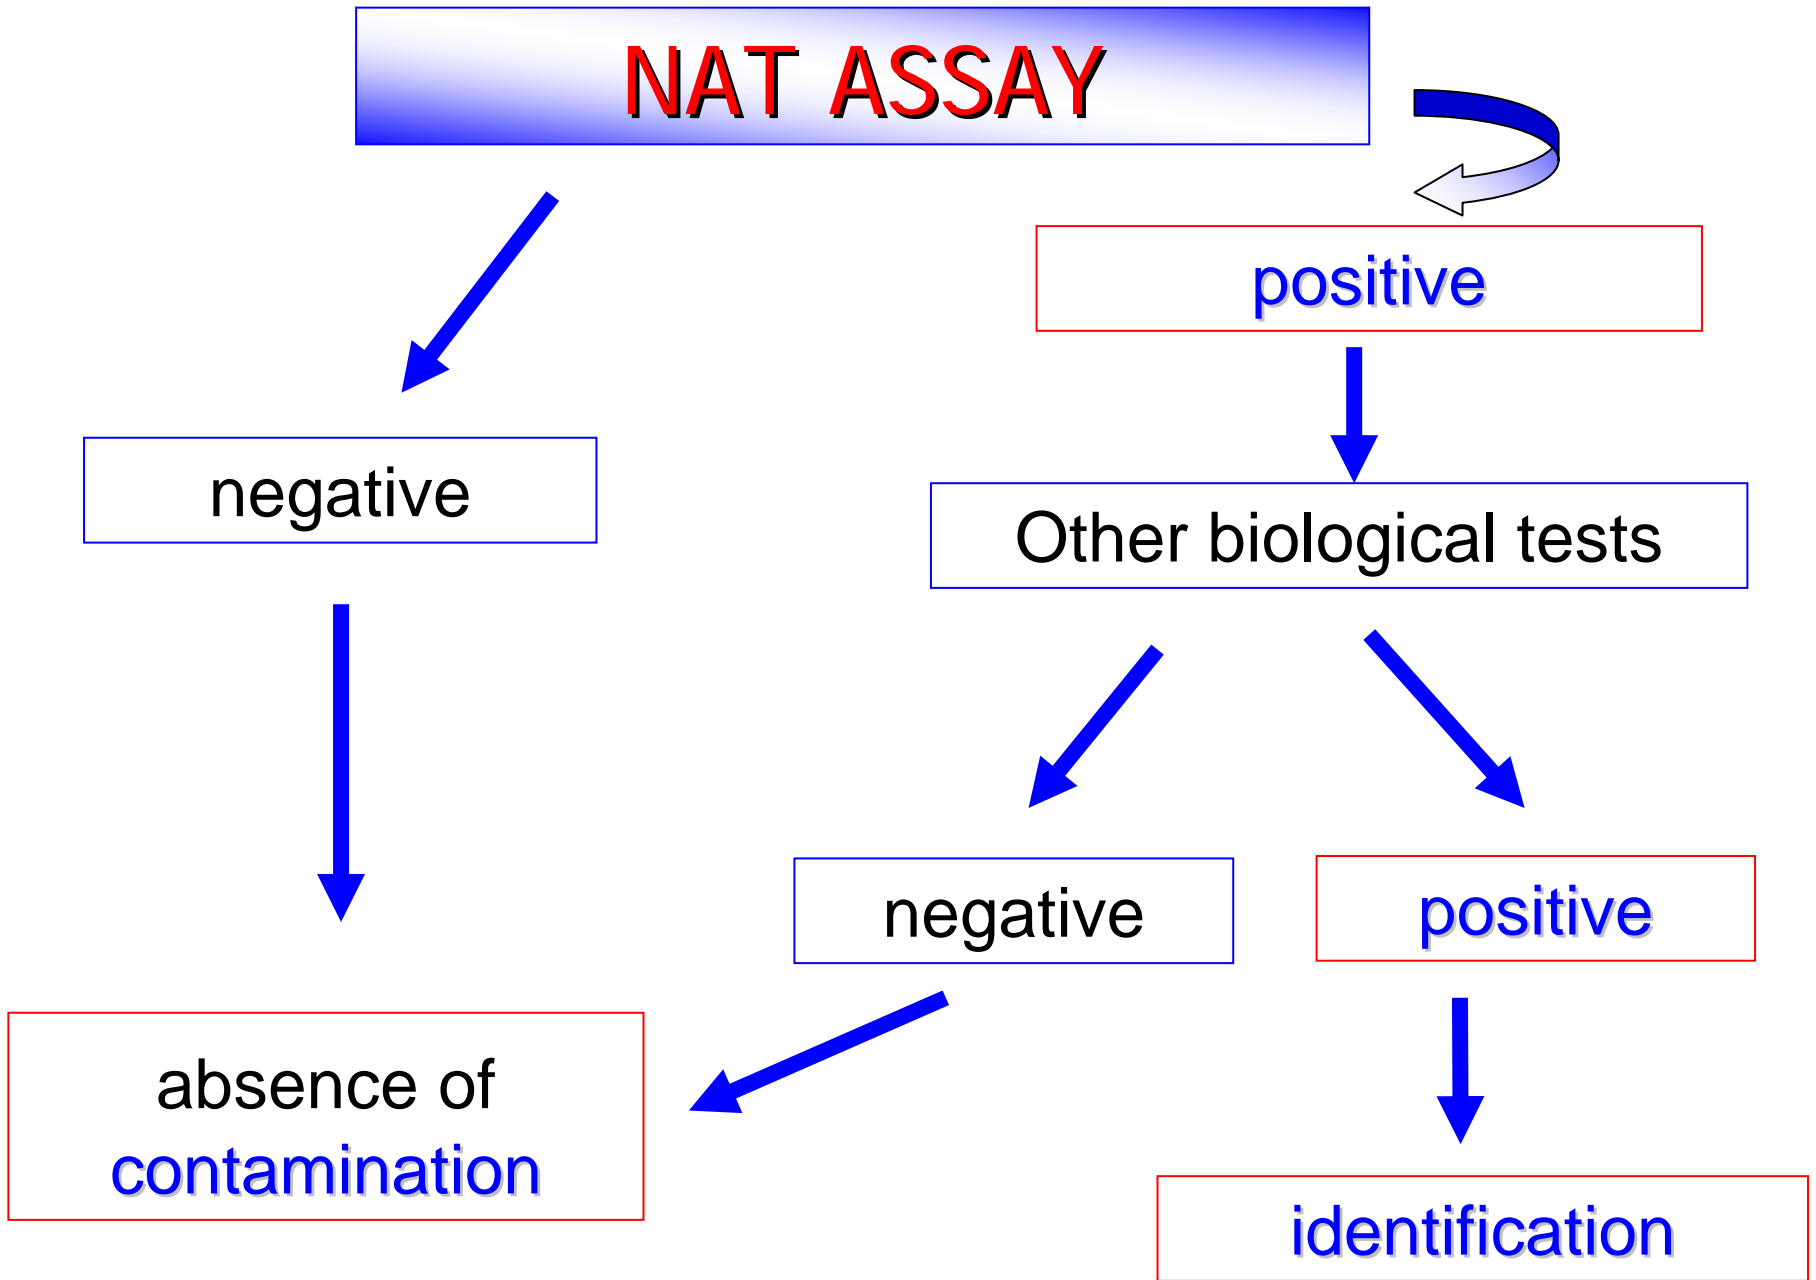 NAT ASSAY
positive
negative
Other biological tests
negative
positive
absence of
contamination
identification